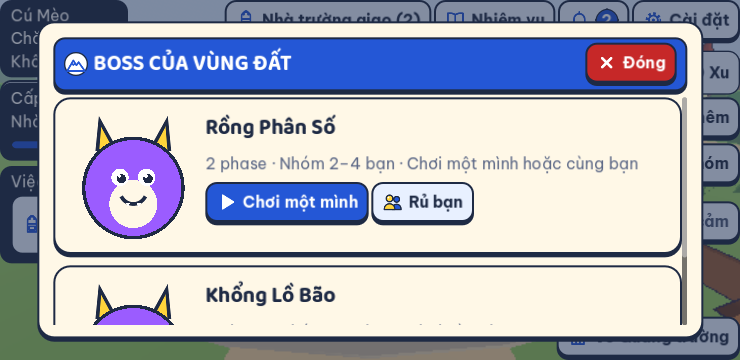 Cú Mèo
Nhà trường giao (2)
Nhiệm vụ
2
Cài đặt
BOSS CỦA VÙNG ĐẤT
Đóng
Xu
Rồng Phân Số
2 phase · Nhóm 2–4 bạn · Chơi một mình hoặc cùng bạn
Chơi một mình
Rủ bạn
Khổng Lồ Bão